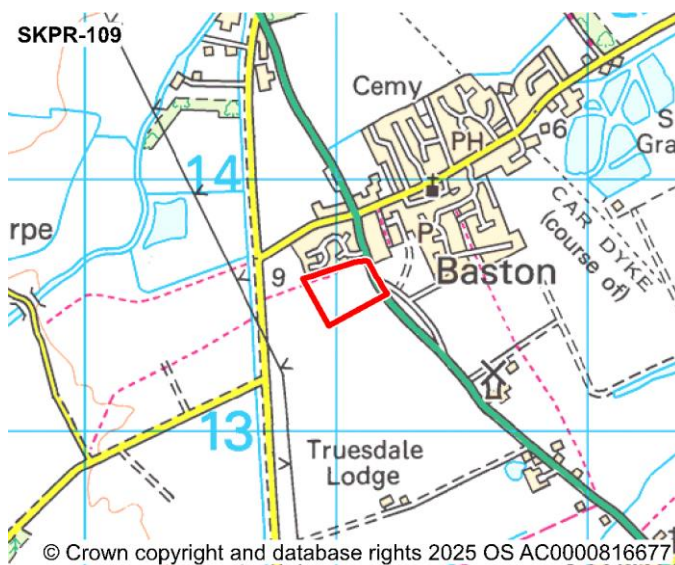 SKPR-109
Cemy
PH
6
S
Gra
14
rpe
P
CAR DYKE
(course of)
9
Baston
13
Truesdale
Lodge
© Crown copyright and database rights 2025 OS AC0000816677